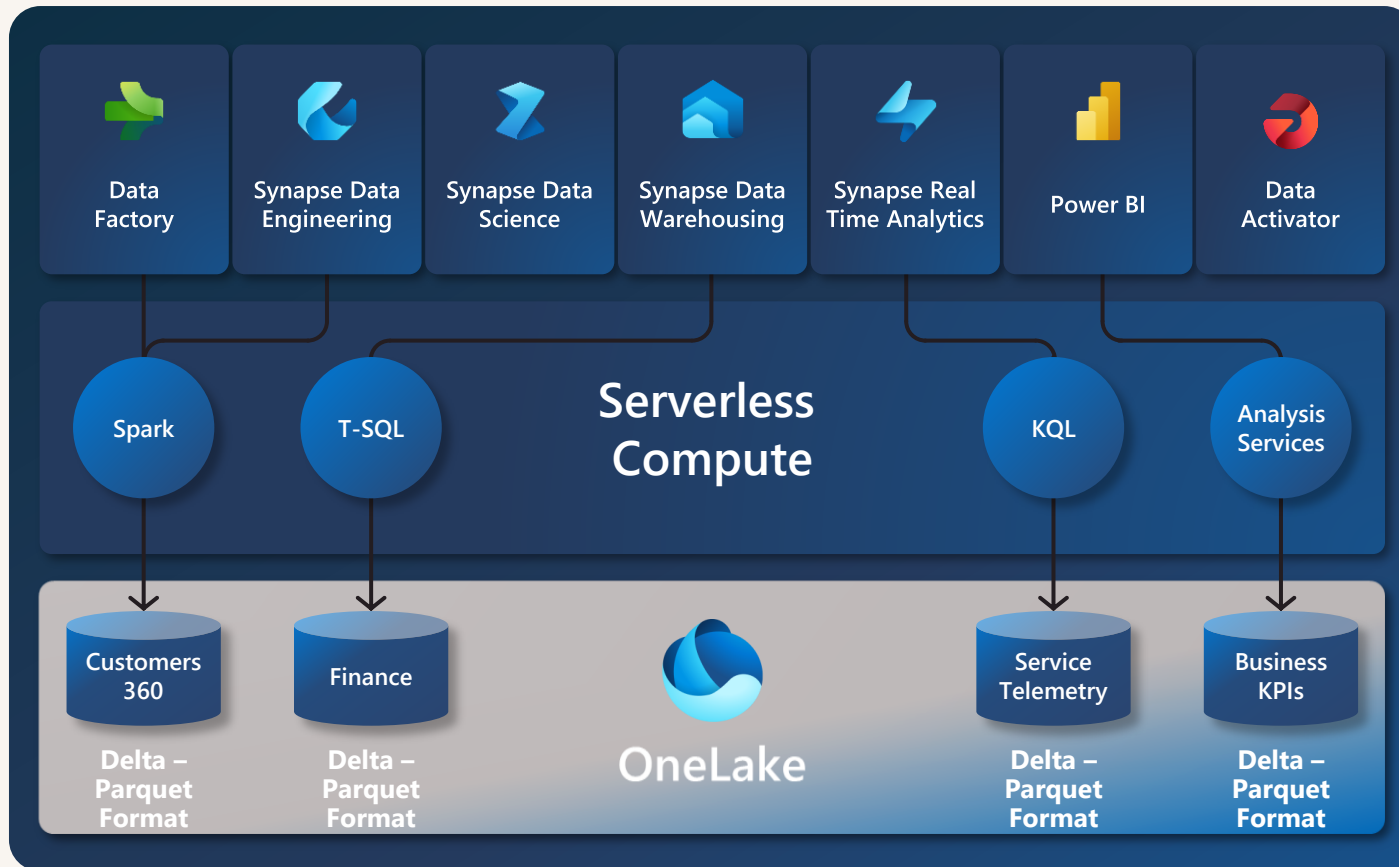 Data
Factory
Synapse Data
Engineering
Synapse Data
Science
Synapse Data
Warehousing
Synapse Real
Time Analytics
Power BI
Data
Activator
Spark
T-SQL
Serverless
Compute
KQL
Analysis
Services
Customers
360
Finance
OneLake
Service
Telemetry
Business
KPIs
Delta –
Parquet
Format
Delta –
Parquet
Format
Delta –
Parquet
Format
Delta –
Parquet
Format